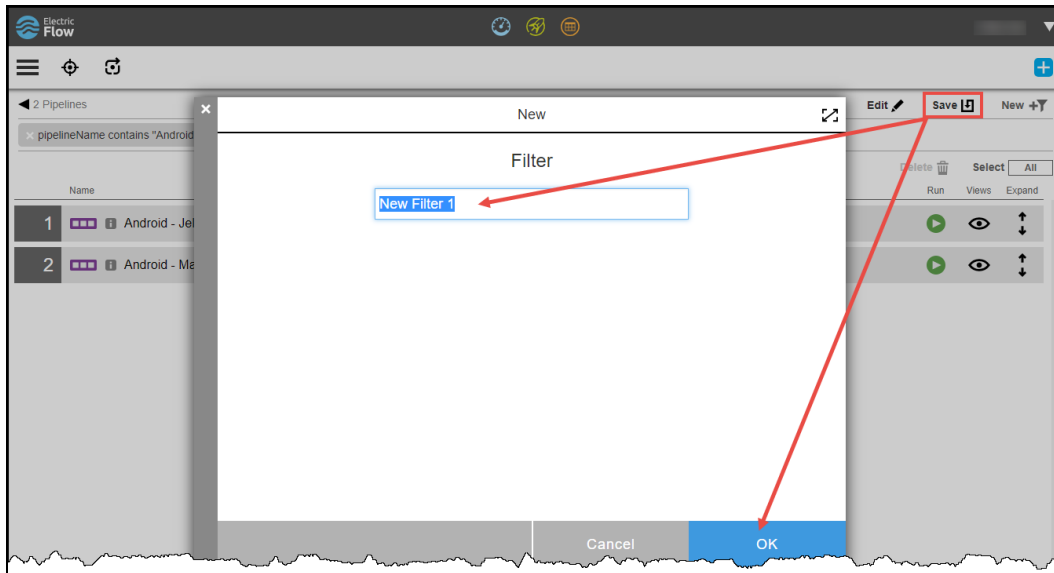 Electric
Flow
2 Pipelines
Edit
Save
New
× pipelineName contains "Android
New
Filter
New Filter 1
Delete
Select
All
Name
Run
Views
Expand
1
Android - Jel
2
Android - Ma
Cancel
OK